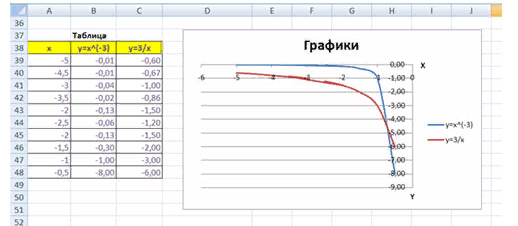 A B C D E F G H I J
36
37 Таблица
38 x y=x^(-3) y=3/x
39 -5 -0,01 -0,60
40 -4,5 -0,01 -0,67
41 -3 -0,04 -1,00
42 -3,5 -0,02 -0,86
43 -2 -0,13 -1,50
44 -2,5 -0,06 -1,20
45 -2 -0,13 -1,50
46 -1,5 -0,30 -2,00
47 -1 -1,00 -3,00
48 -0,5 -8,00 -6,00
49
50
51
52
Графики
0,00 X
-6 -5 -4 -3 -2 -1 0
-1,00
-2,00
-3,00
-4,00
-5,00
-6,00
-7,00
-8,00
-9,00
Y
y=x^(-3)
y=3/x